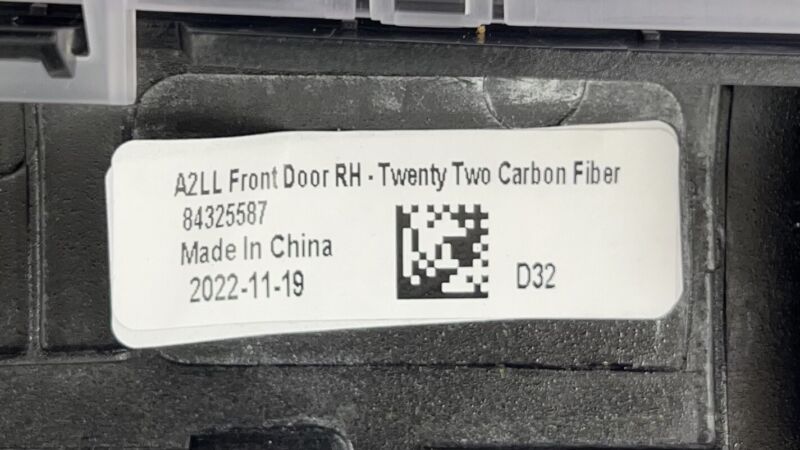 A2LL Front Door RH - Twenty Two Carbon Fiber
84325587
Made In China
2022-11-19
D32